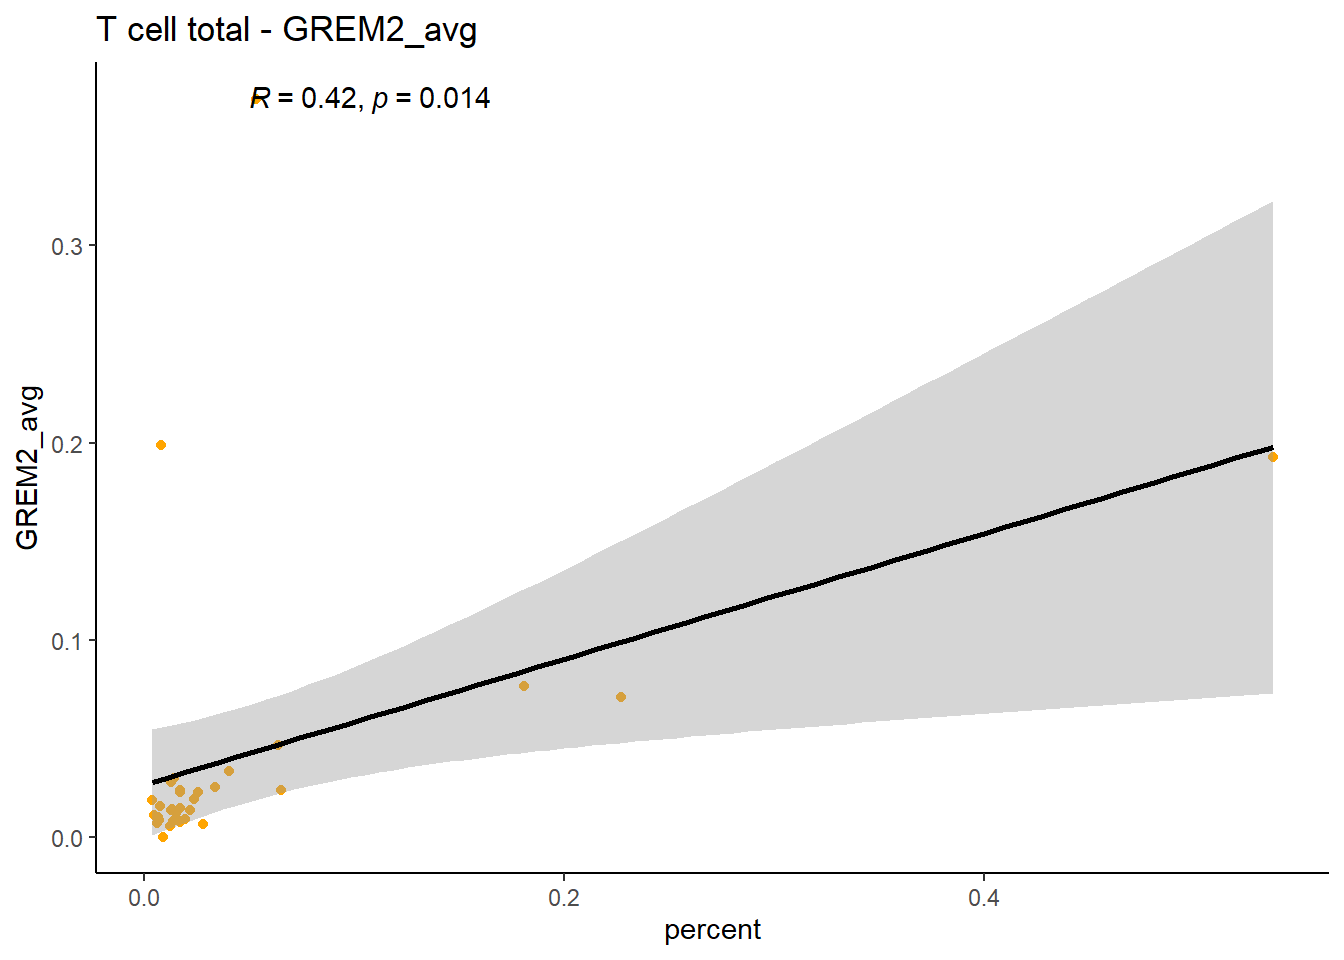 T cell total - GREM2_avg
R = 0.42, p = 0.014
GREM2_avg
0.3
0.2
0.1
0.0
0.0 0.2 0.4
percent